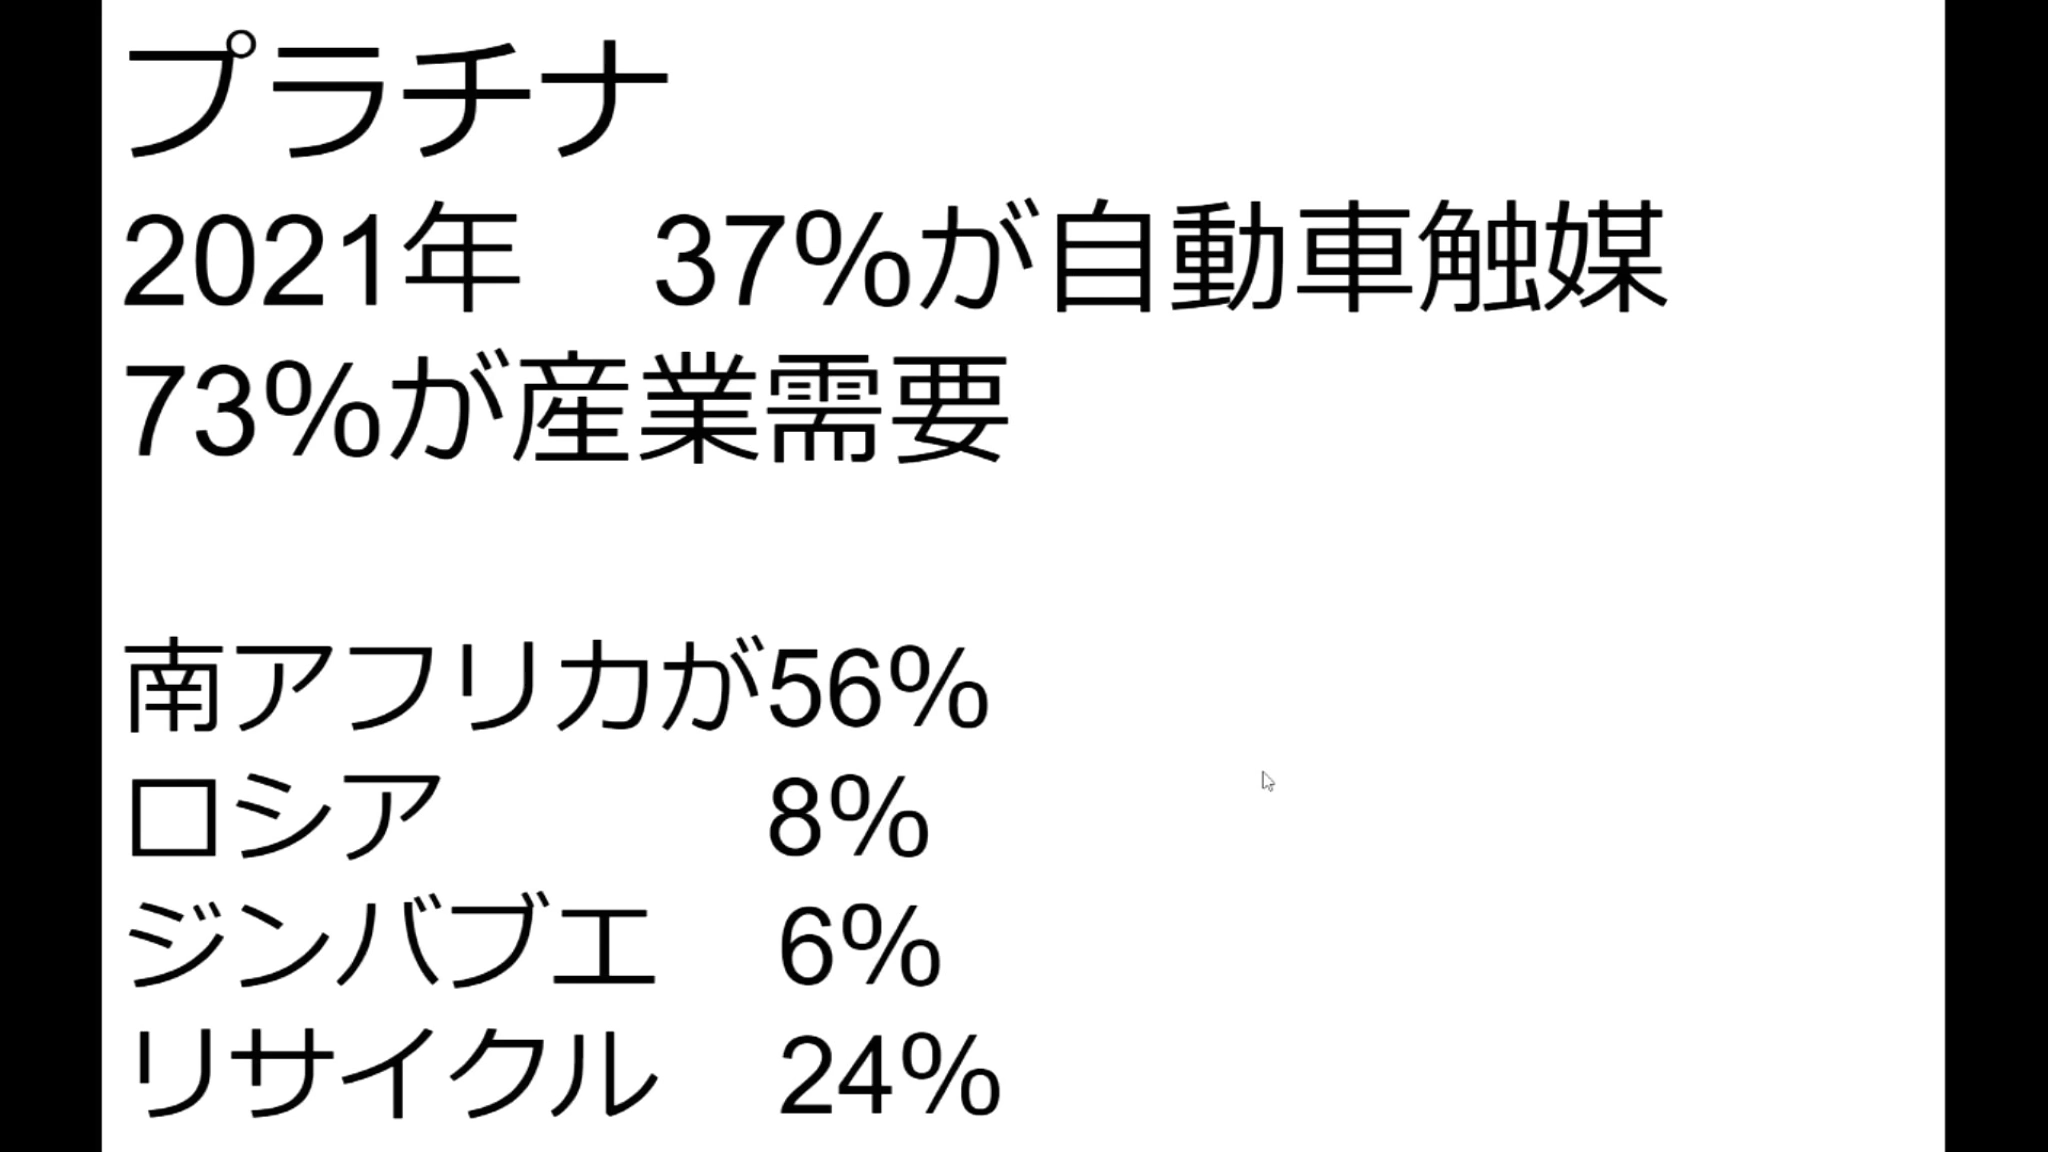 プラチナ
2021年　37%が自動車触媒
73%が産業需要
南アフリカが56%
ロシア　　　8%
ジンバブエ　6%
リサイクル　24%